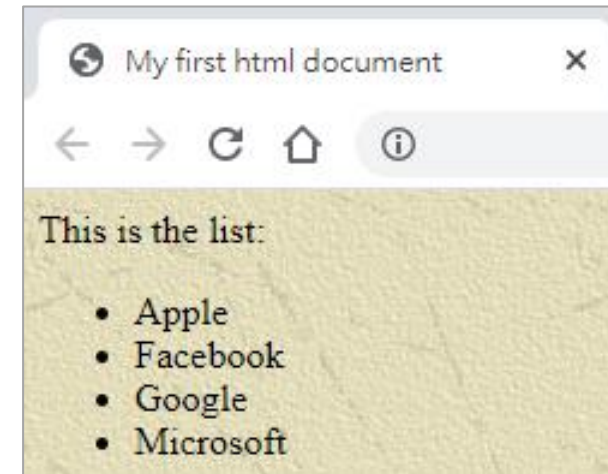 My first html document
This is the list:
• Apple
• Facebook
• Google
• Microsoft